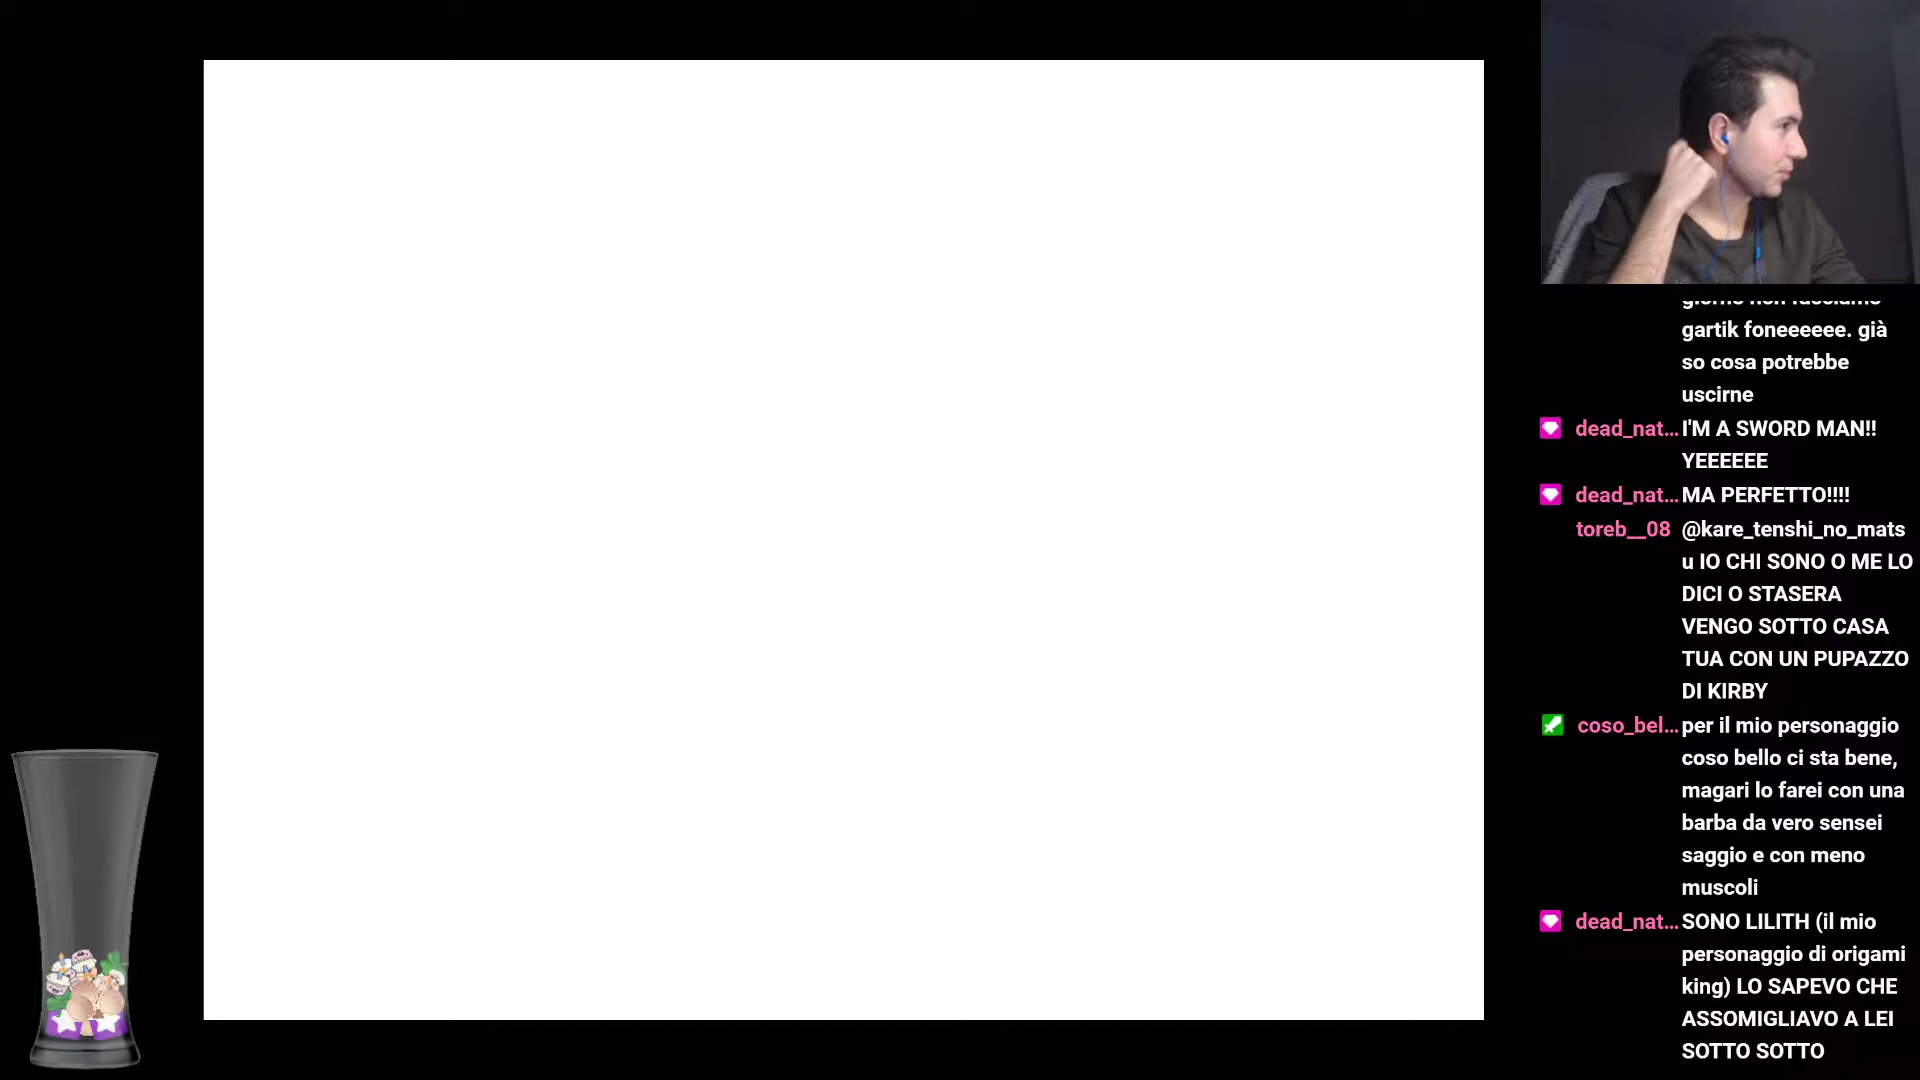 gartik foneeeeee. già
so cosa potrebbe
uscirne
dead_nat... I'M A SWORD MAN!!
YEEEEEE
dead_nat... MA PERFETTO!!!!
toreb__08 @kare_tenshi_no_mats
u IO CHI SONO O ME LO
DICI O STASERA
VENGO SOTTO CASA
TUA CON UN PUPAZZO
DI KIRBY
coso_bel... per il mio personaggio
coso bello ci sta bene,
magari lo farei con una
barba da vero sensei
saggio e con meno
muscoli
dead_nat... SONO LILITH (il mio
personaggio di origami
king) LO SAPEVO CHE
ASSOMIGLIAVO A LEI
SOTTO SOTTO